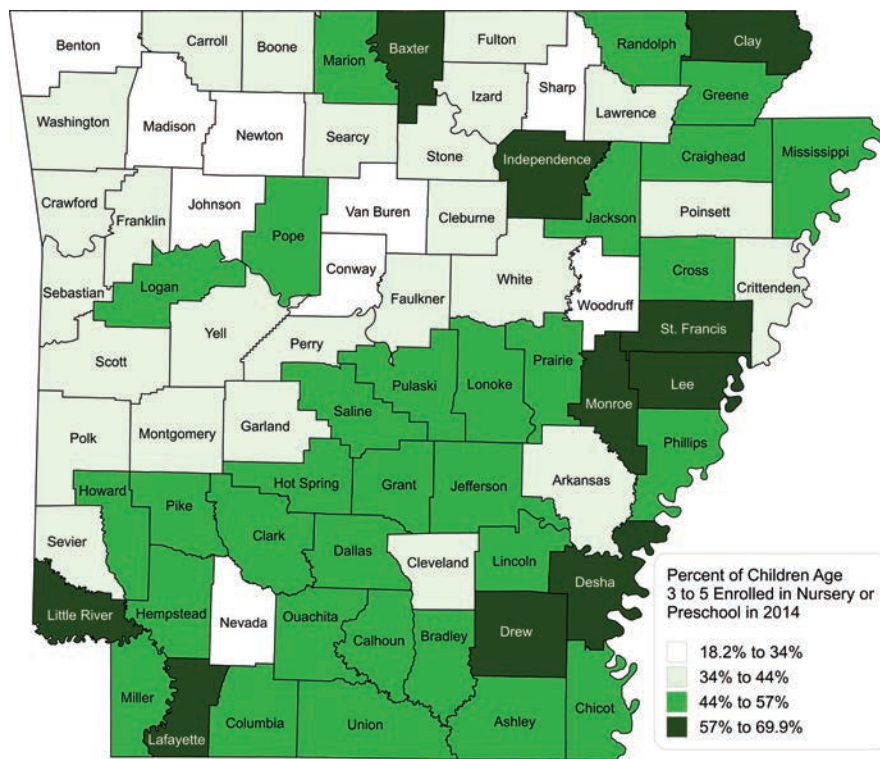 Benton
Carroll
Boone
Marion
Baxter
Fulton
Randolph
Clay
Sharp
Izard
Greene
Lawrence
Washington
Madison
Newton
Searcy
Stone
Independence
Craighead
Mississippi
Crawford
Franklin
Johnson
Pope
Van Buren
Cleburne
Jackson
Poinsett
Sebastian
Logan
Conway
Faulkner
White
Woodruff
Cross
Crittenden
Yell
Perry
St. Francis
Scott
Pulaski
Lonoke
Prairie
Lee
Saline
Monroe
Polk
Montgomery
Garland
Phillips
Howard
Hot Spring
Grant
Jefferson
Arkansas
Pike
Clark
Dallas
Sevier
Cleveland
Lincoln
Desha
Little River
Hempstead
Nevada
Ouachita
Calhoun
Bradley
Drew
Miller
Lafayette
Columbia
Union
Ashley
Chicot
Percent of Children Age
3 to 5 Enrolled in Nursery or
Preschool in 2014
18.2% to 34%
34% to 44%
44% to 57%
57% to 69.9%